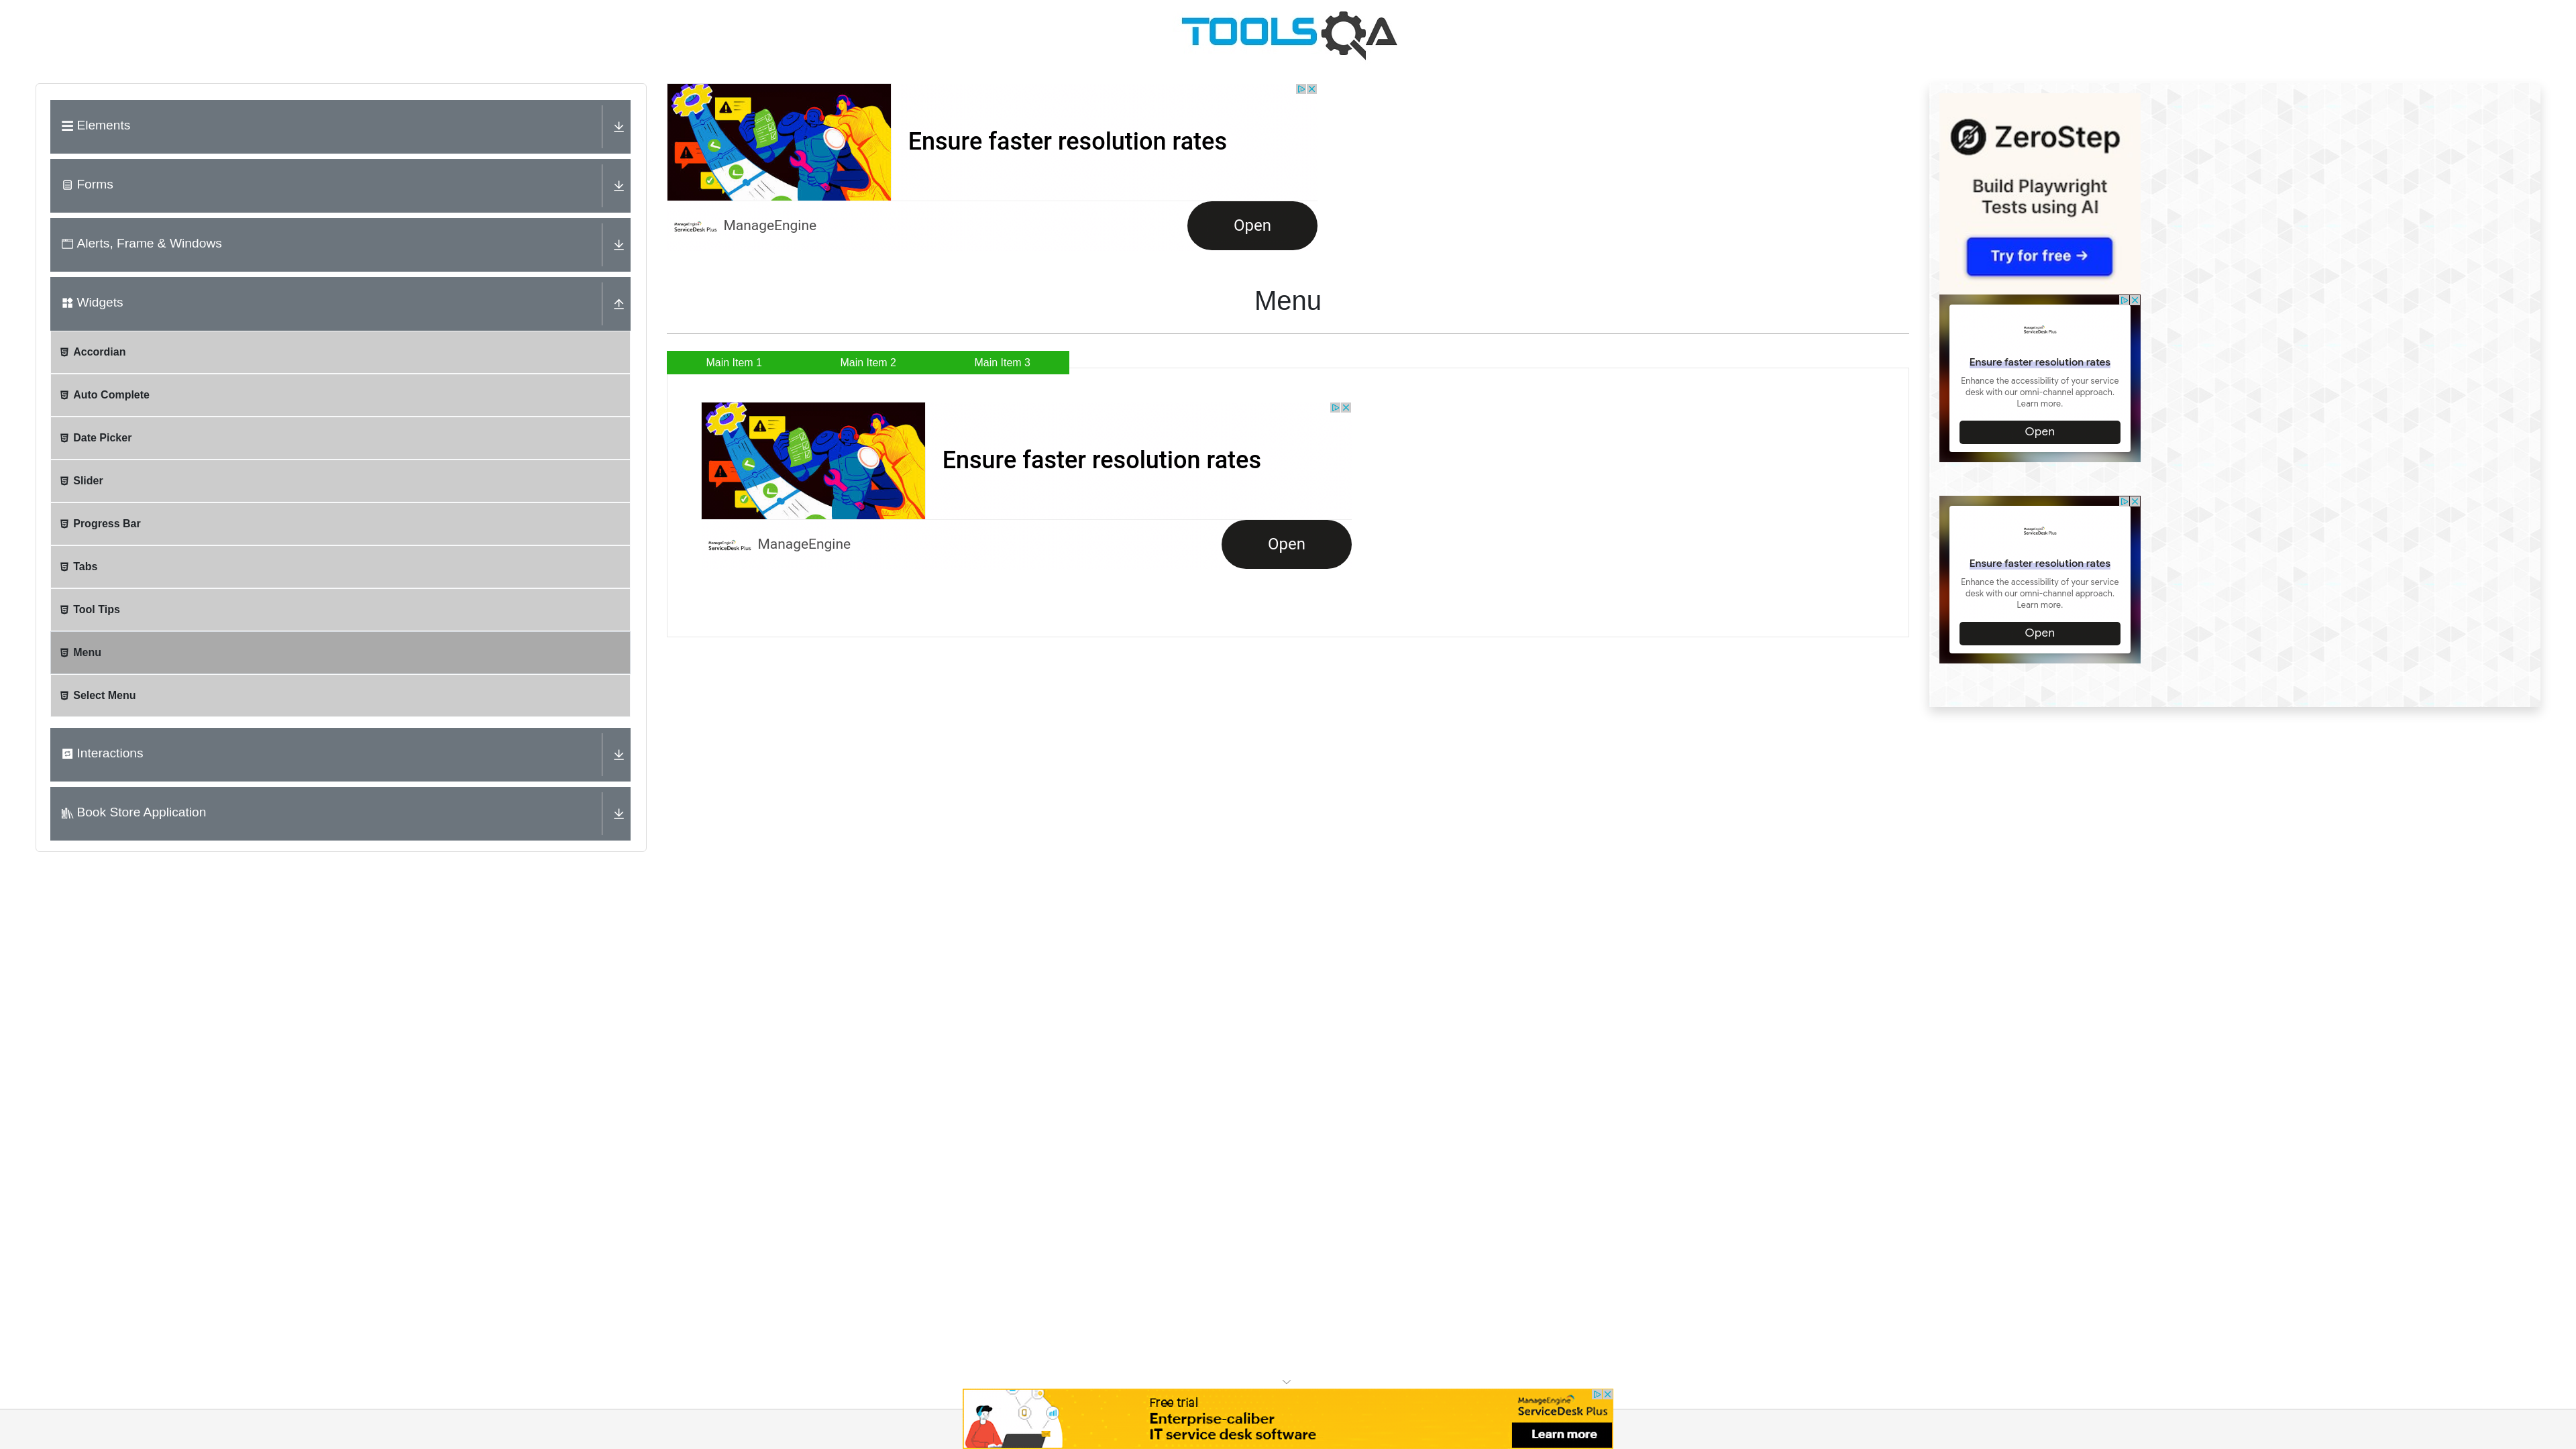 TOOLSQA
Elements
Forms
Alerts, Frame & Windows
Widgets
Accordian
Auto Complete
Date Picker
Slider
Progress Bar
Tabs
Tool Tips
Menu
Select Menu
Interactions
Book Store Application
Ensure faster resolution rates
ManageEngine
ServiceDesk Plus
ManageEngine
Open
Menu
Main Item 1
Main Item 2
Main Item 3
Ensure faster resolution rates
ManageEngine
ServiceDesk Plus
ManageEngine
Open
ZeroStep
Build Playwright
Tests using AI
Try for free →
ManageEngine
ServiceDesk Plus
Ensure faster resolution rates
Enhance the accessibility of your service
desk with our omni-channel approach.
Learn more.
Open
ManageEngine
ServiceDesk Plus
Ensure faster resolution rates
Enhance the accessibility of your service
desk with our omni-channel approach.
Learn more.
Open
Free trial
Enterprise-caliber
IT service desk software
ManageEngine
ServiceDesk Plus
Learn more